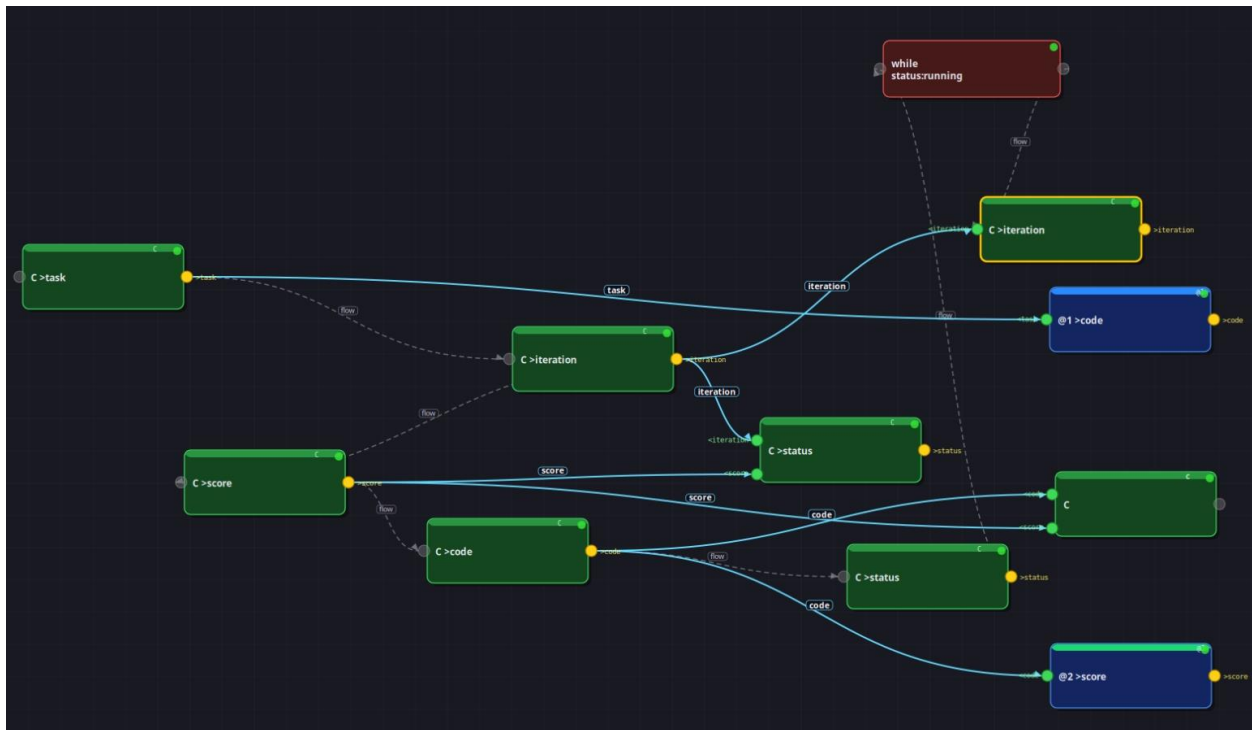 while
status:running
flow
C
<iteration
C >iteration
>iteration
C
C >task
>task
task
iteration
@1 >code
>code
flow
flow
C
C >iteration
>iteration
iteration
flow
C
<iteration
C >status
>status
C
C >score
>score
score
score
flow
C
C
C
C >code
>code
code
flow
C
C >status
>status
code
@2 >score
>score